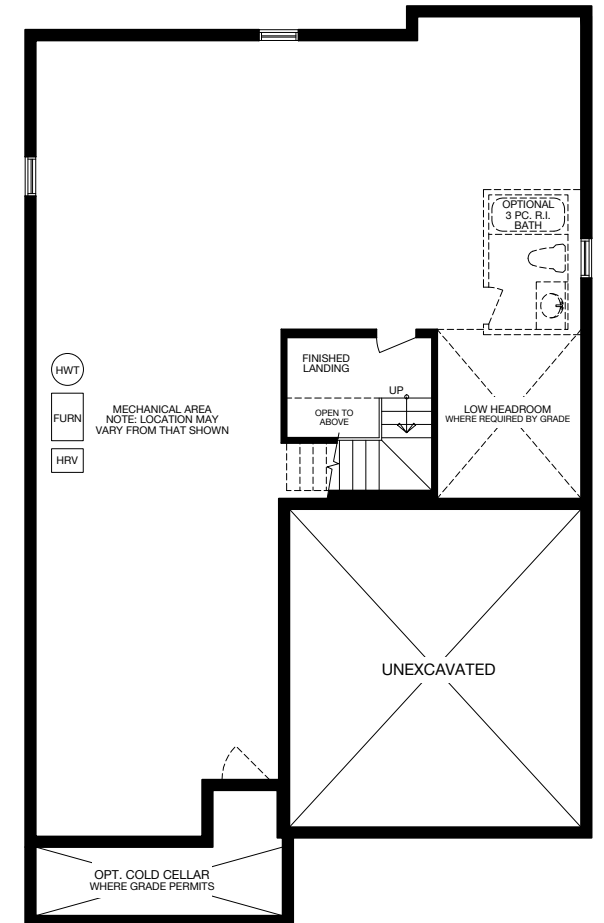 OPTIONAL
3 PC. R.I.
BATH
FINISHED
LANDING
UP
OPEN TO
ABOVE
LOW HEADROOM
WHERE REQUIRED BY GRADE
HWT
FURN
HRV
MECHANICAL AREA
NOTE: LOCATION MAY
VARY FROM THAT SHOWN
UNEXCAVATED
OPT. COLD CELLAR
WHERE GRADE PERMITS